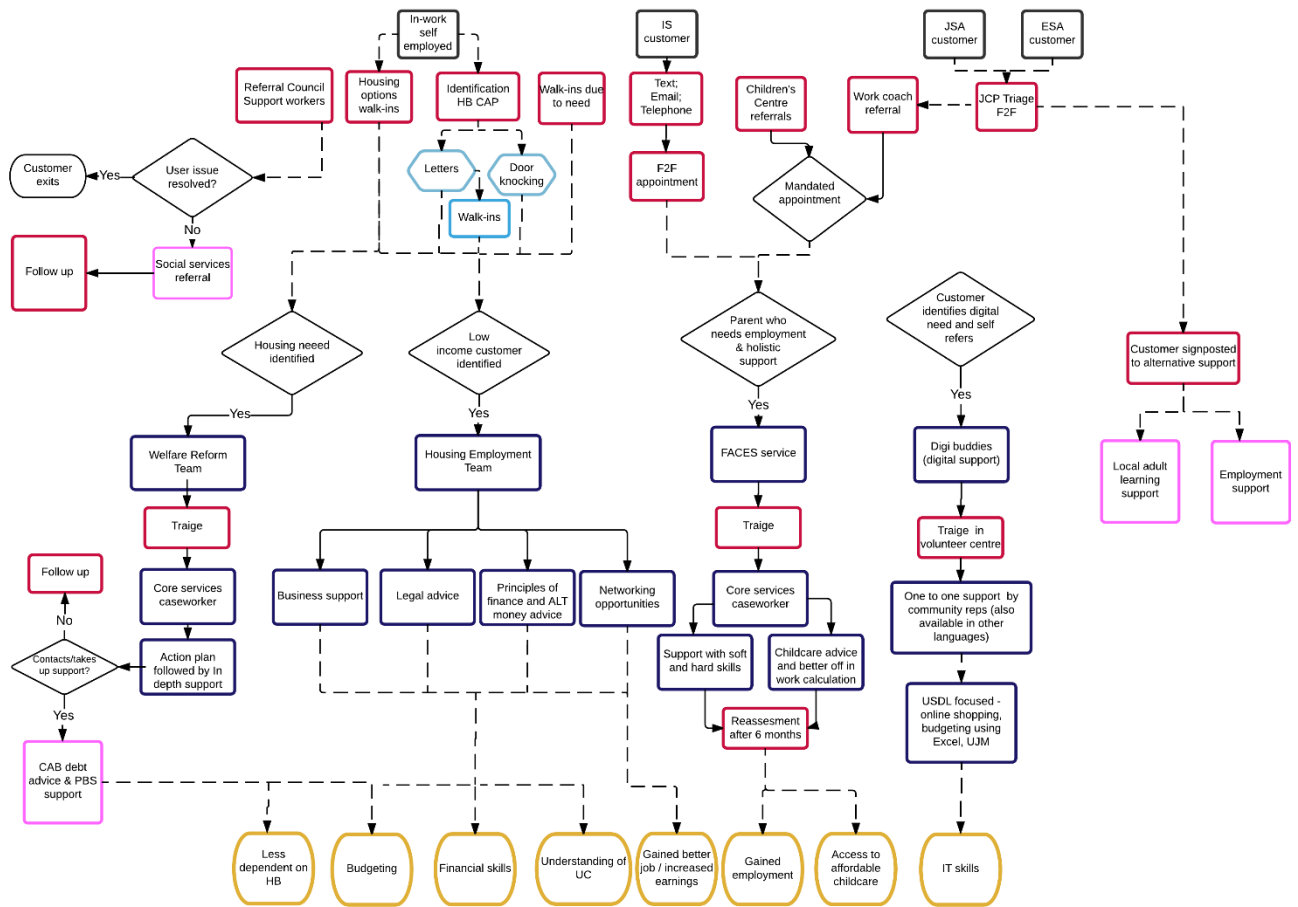 In-work
self
employed
IS
customer
JSA
customer
ESA
customer
Referral Council
Support workers
Housing
options
walk-ins
Identification
HB CAP
Walk-ins due
to need
Text;
Email;
Telephone
Children's
Centre
referrals
Work coach
referral
JCP Triage
F2F
Customer
exits
Yes
User issue
resolved?
Letters
Door
knocking
Walk-ins
F2F
appointment
Mandated
appointment
No
Follow up
Social services
referral
Housing neeed
identified
Low
income customer
identified
Parent who
needs employment
& holistic
support
Customer
identifies digital
need and self
refers
Customer signposted
to alternative support
Yes
Yes
Yes
Yes
Welfare Reform
Team
Housing Employment
Team
FACES service
Digi buddies
(digital support)
Local adult
learning
support
Employment
support
Traige
Traige
Traige in
volunteer centre
Follow up
Core services
caseworker
Business support
Legal advice
Principles of
finance and ALT
money advice
Networking
opportunities
Core services
caseworker
One to one support by
community reps (also
available in other
languages)
No
Contacts/takes
up support?
Action plan
followed by In
depth support
Support with soft
and hard skills
Childcare advice
and better off in
work calculation
Yes
Reassesment
after 6 months
USDL focused -
online shopping,
budgeting using
Excel, UJM
CAB debt
advice & PBS
support
Less
dependent on
HB
Budgeting
Financial skills
Understanding of
UC
Gained better
job / increased
earnings
Gained
employment
Access to
affordable
childcare
IT skills